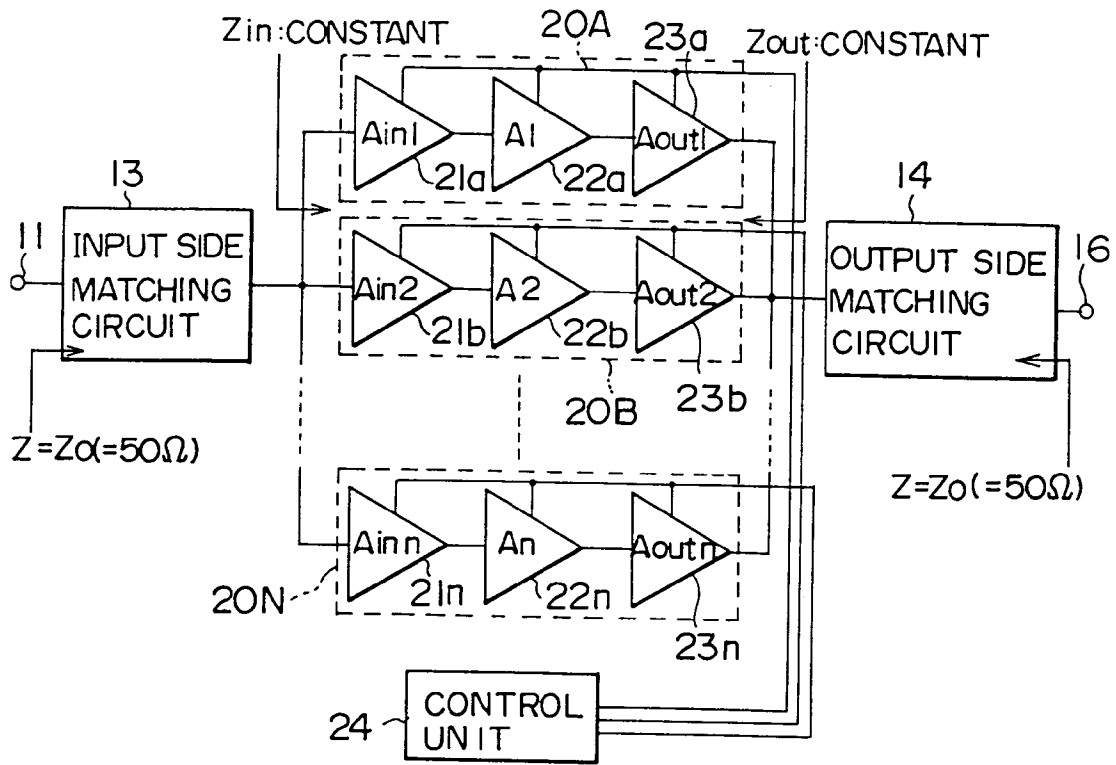 Zin:CONSTANT
20A
23a
Zout:CONSTANT
Ain1
A1
Aout1
21a
22a
13
14
11
INPUT SIDE
MATCHING
CIRCUIT
Ain2
A2
Aout2
OUTPUT SIDE
MATCHING
CIRCUIT
16
21b
22b
20B
23b
Z=Zo(=50Ω)
Z=Zo(=50Ω)
Ain n
An
Aoutn
20N
21n
22n
23n
24
CONTROL
UNIT